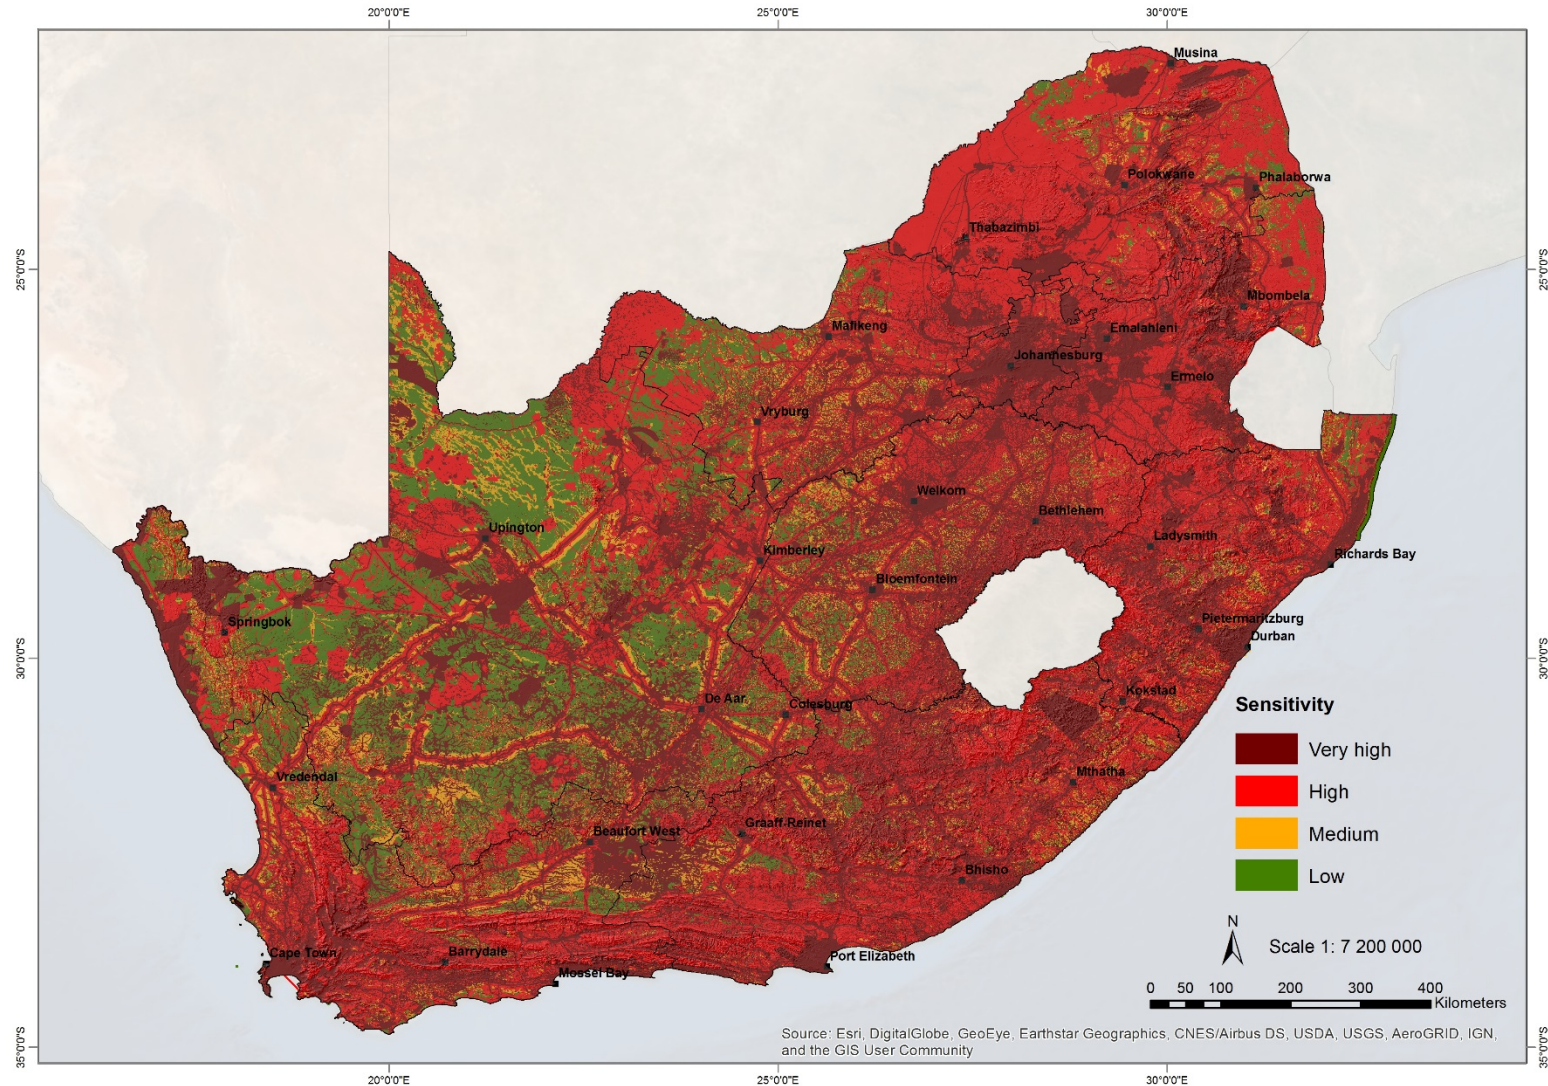 20°0'0"E 25°0'0"E 30°0'0"E
Musina
Polokwane
Phalaborwa
Thabazimbi
25°0'0"S 25°0'0"S
Mbombela
Mafikeng
Emalahleni
Johannesburg
Ermelo
Vryburg
Welkom
Bethlehem
Upington
Ladysmith
Kimberley
Richards Bay
Bloemfontein
Springbok
Pietermaritzburg
Durban
30°0'0"S 30°0'0"S
Kokstad
De Aar
Colesburg
Sensitivity
Very high
Mthatha
Vredendal
High
Graaff-Reinet
Beaufort West
Medium
Bhisho
Low
N
Scale 1: 7 200 000
Cape Town
Barrydale
Port Elizabeth
Mossel Bay
0 50 100 200 300 400
Kilometers
Source: Esri, DigitalGlobe, GeoEye, Earthstar Geographics, CNES/Airbus DS, USDA, USGS, AeroGRID, IGN,
and the GIS User Community
35°0'0"S 35°0'0"S
20°0'0"E 25°0'0"E 30°0'0"E